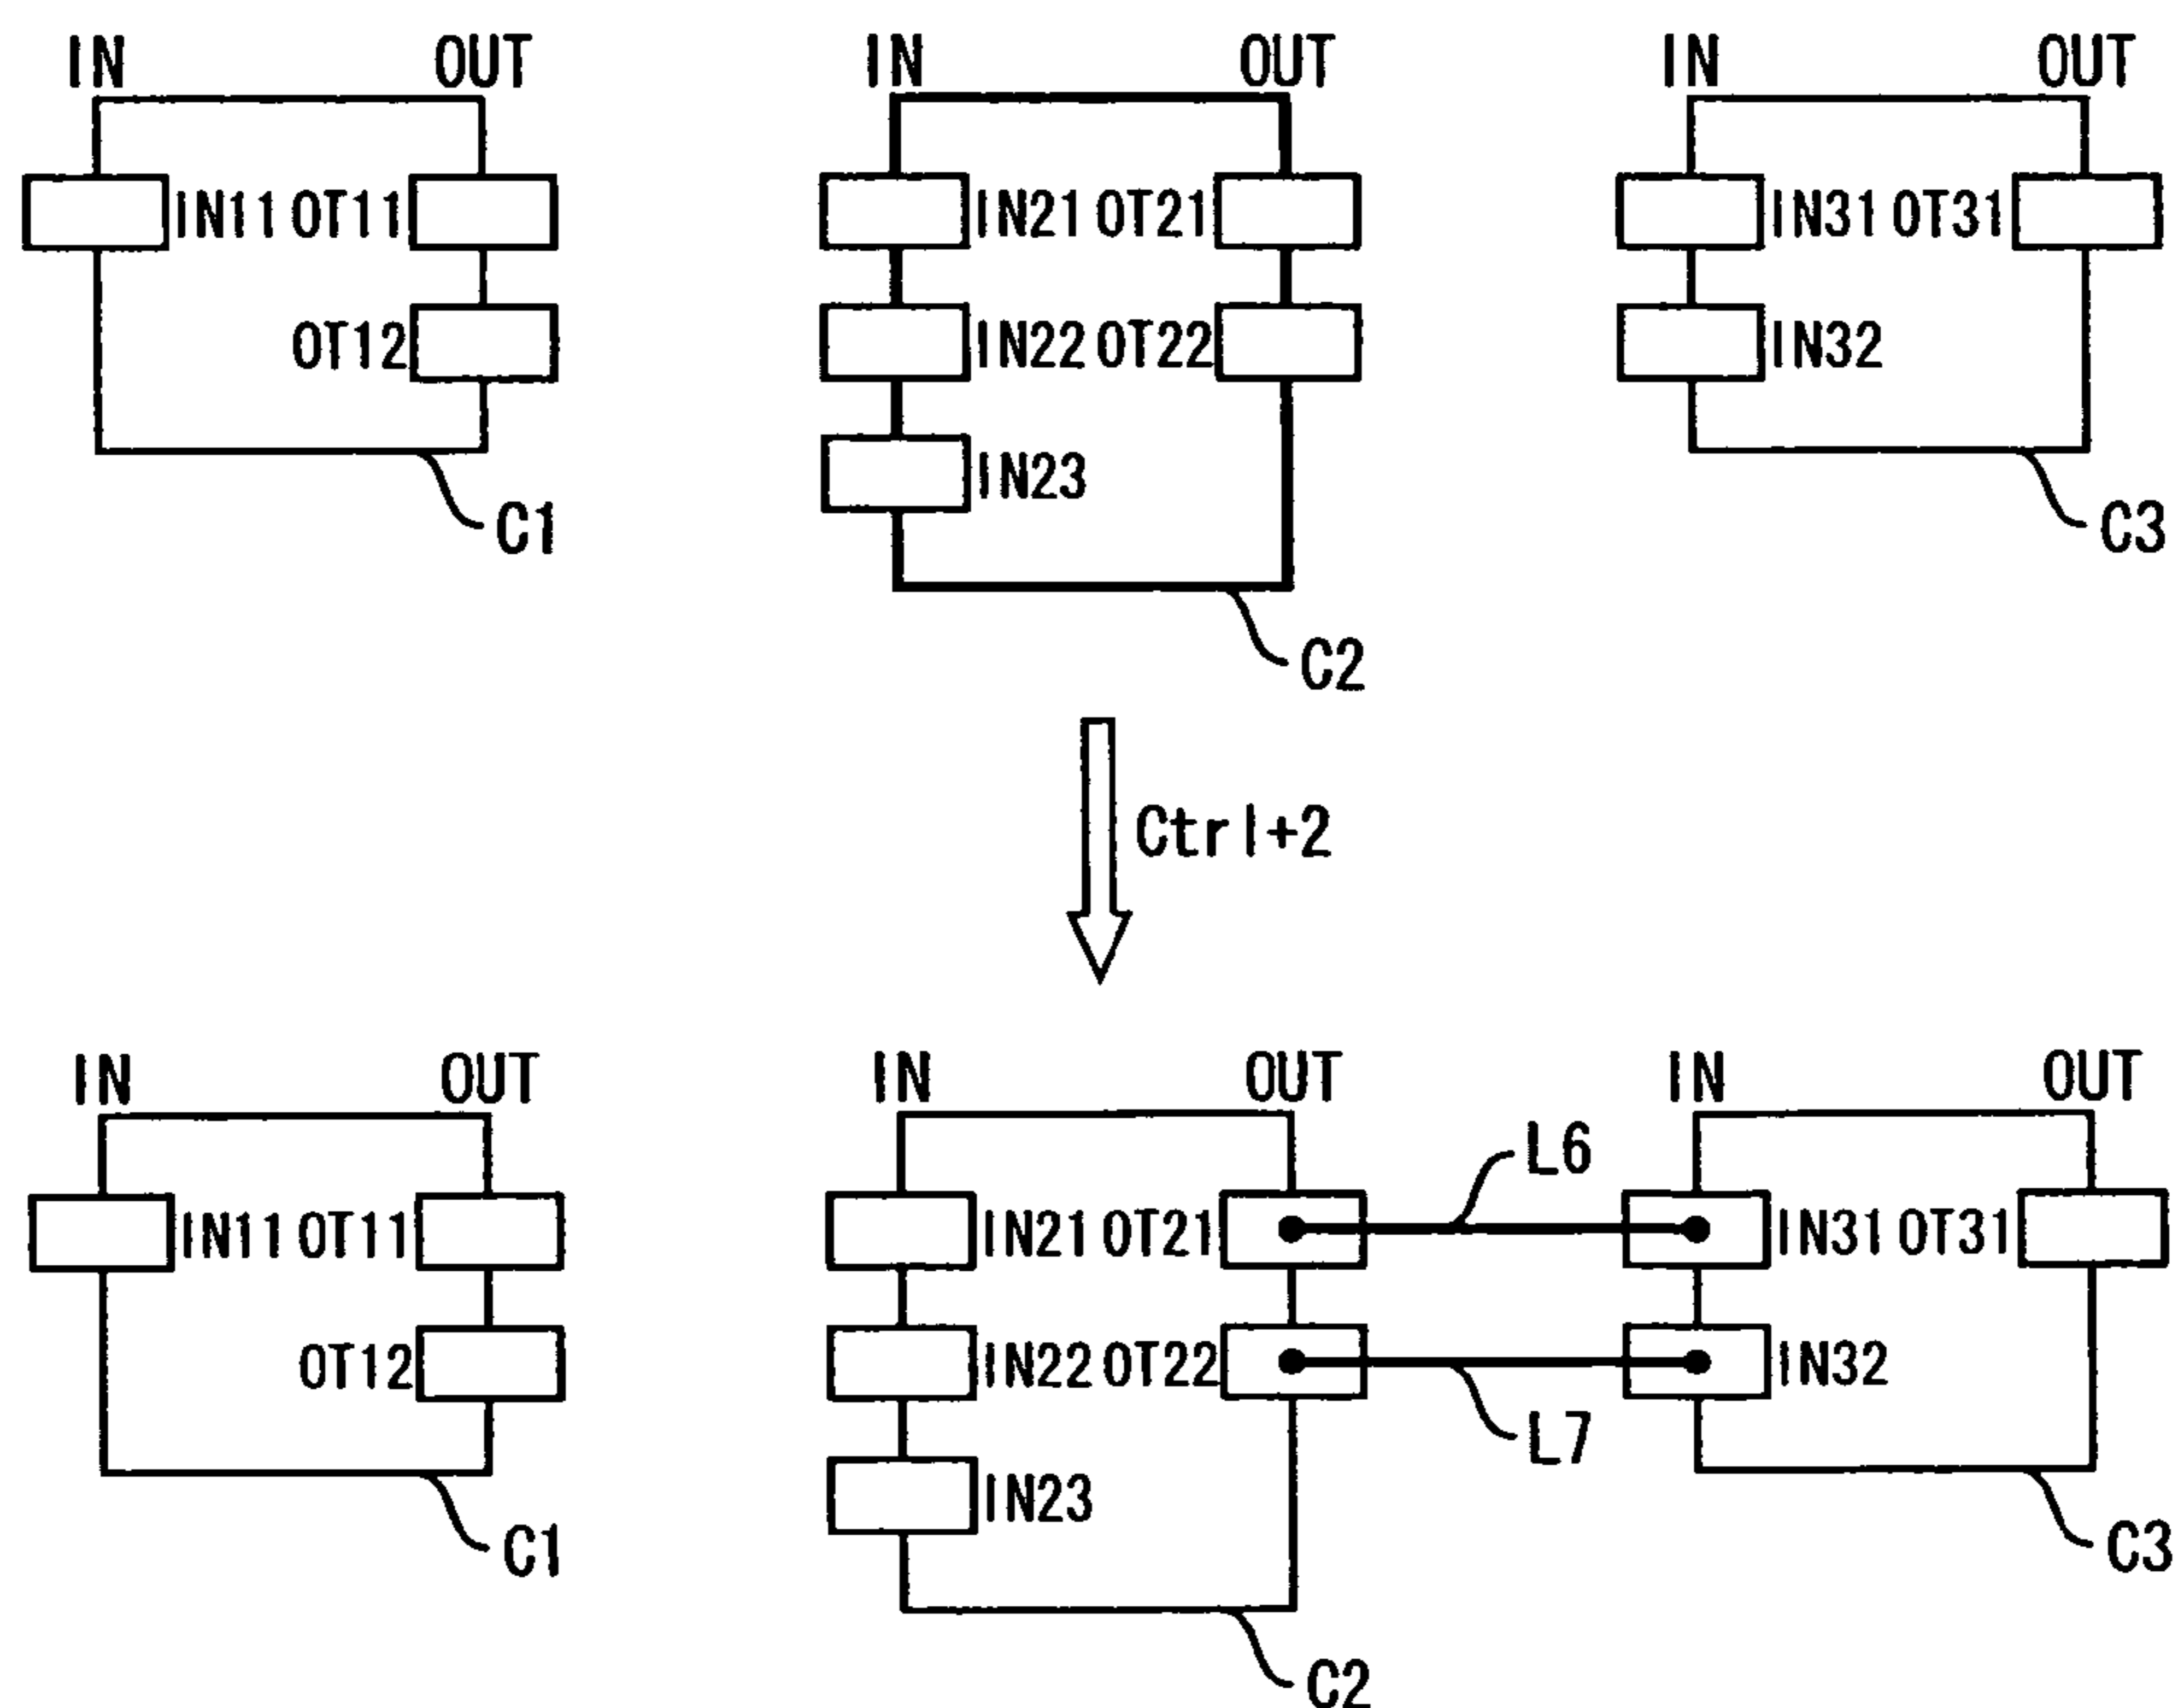 IN OUT IN OUT IN OUT
IN11 OT11 IN21 OT21 IN31 OT31
OT12 IN22 OT22 IN32
IN23
C1 C3
C2
Ctrl+2
IN OUT IN OUT IN OUT
L6
IN11 OT11 IN21 OT21 IN31 OT31
OT12 IN22 OT22 IN32
L7
IN23
C1 C3
C2